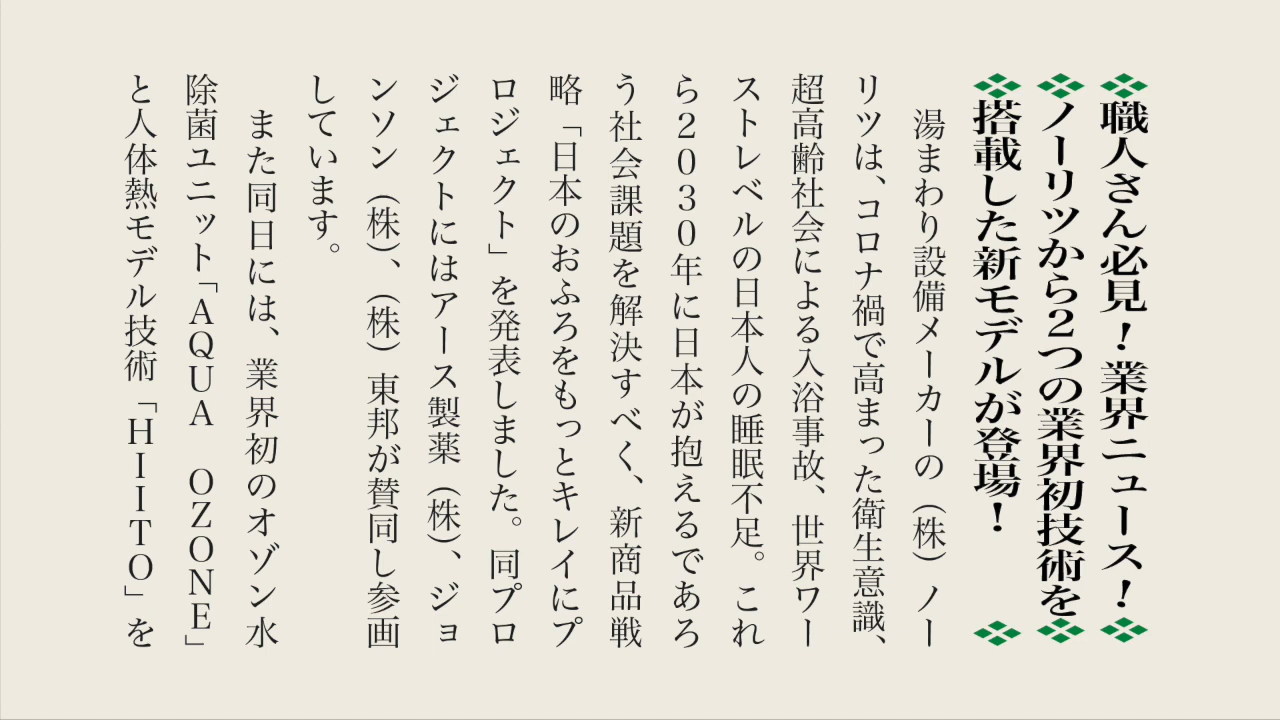 職人さん必見！業界ニュース！
ノーリツから2つの業界初技術を
搭載した新モデルが登場！
湯まわり設備メーカーの（株）ノー
リツは、コロナ禍で高まった衛生意識、
超高齢社会による入浴事故、世界ワー
ストレベルの日本人の睡眠不足。これ
ら2030年に日本が抱えるであろ
う社会課題を解決すべく、新商品戦
略「日本のおふろをもっとキレイにプ
ロジェクト」を発表しました。同プロ
ジェクトにはアース製薬（株）、ジョ
ンソン（株）、（株）東邦が賛同し参画
しています。
また同日には、業界初のオゾン水
除菌ユニット「AQUA OZONE」
と人体熱モデル技術「HIITO」を